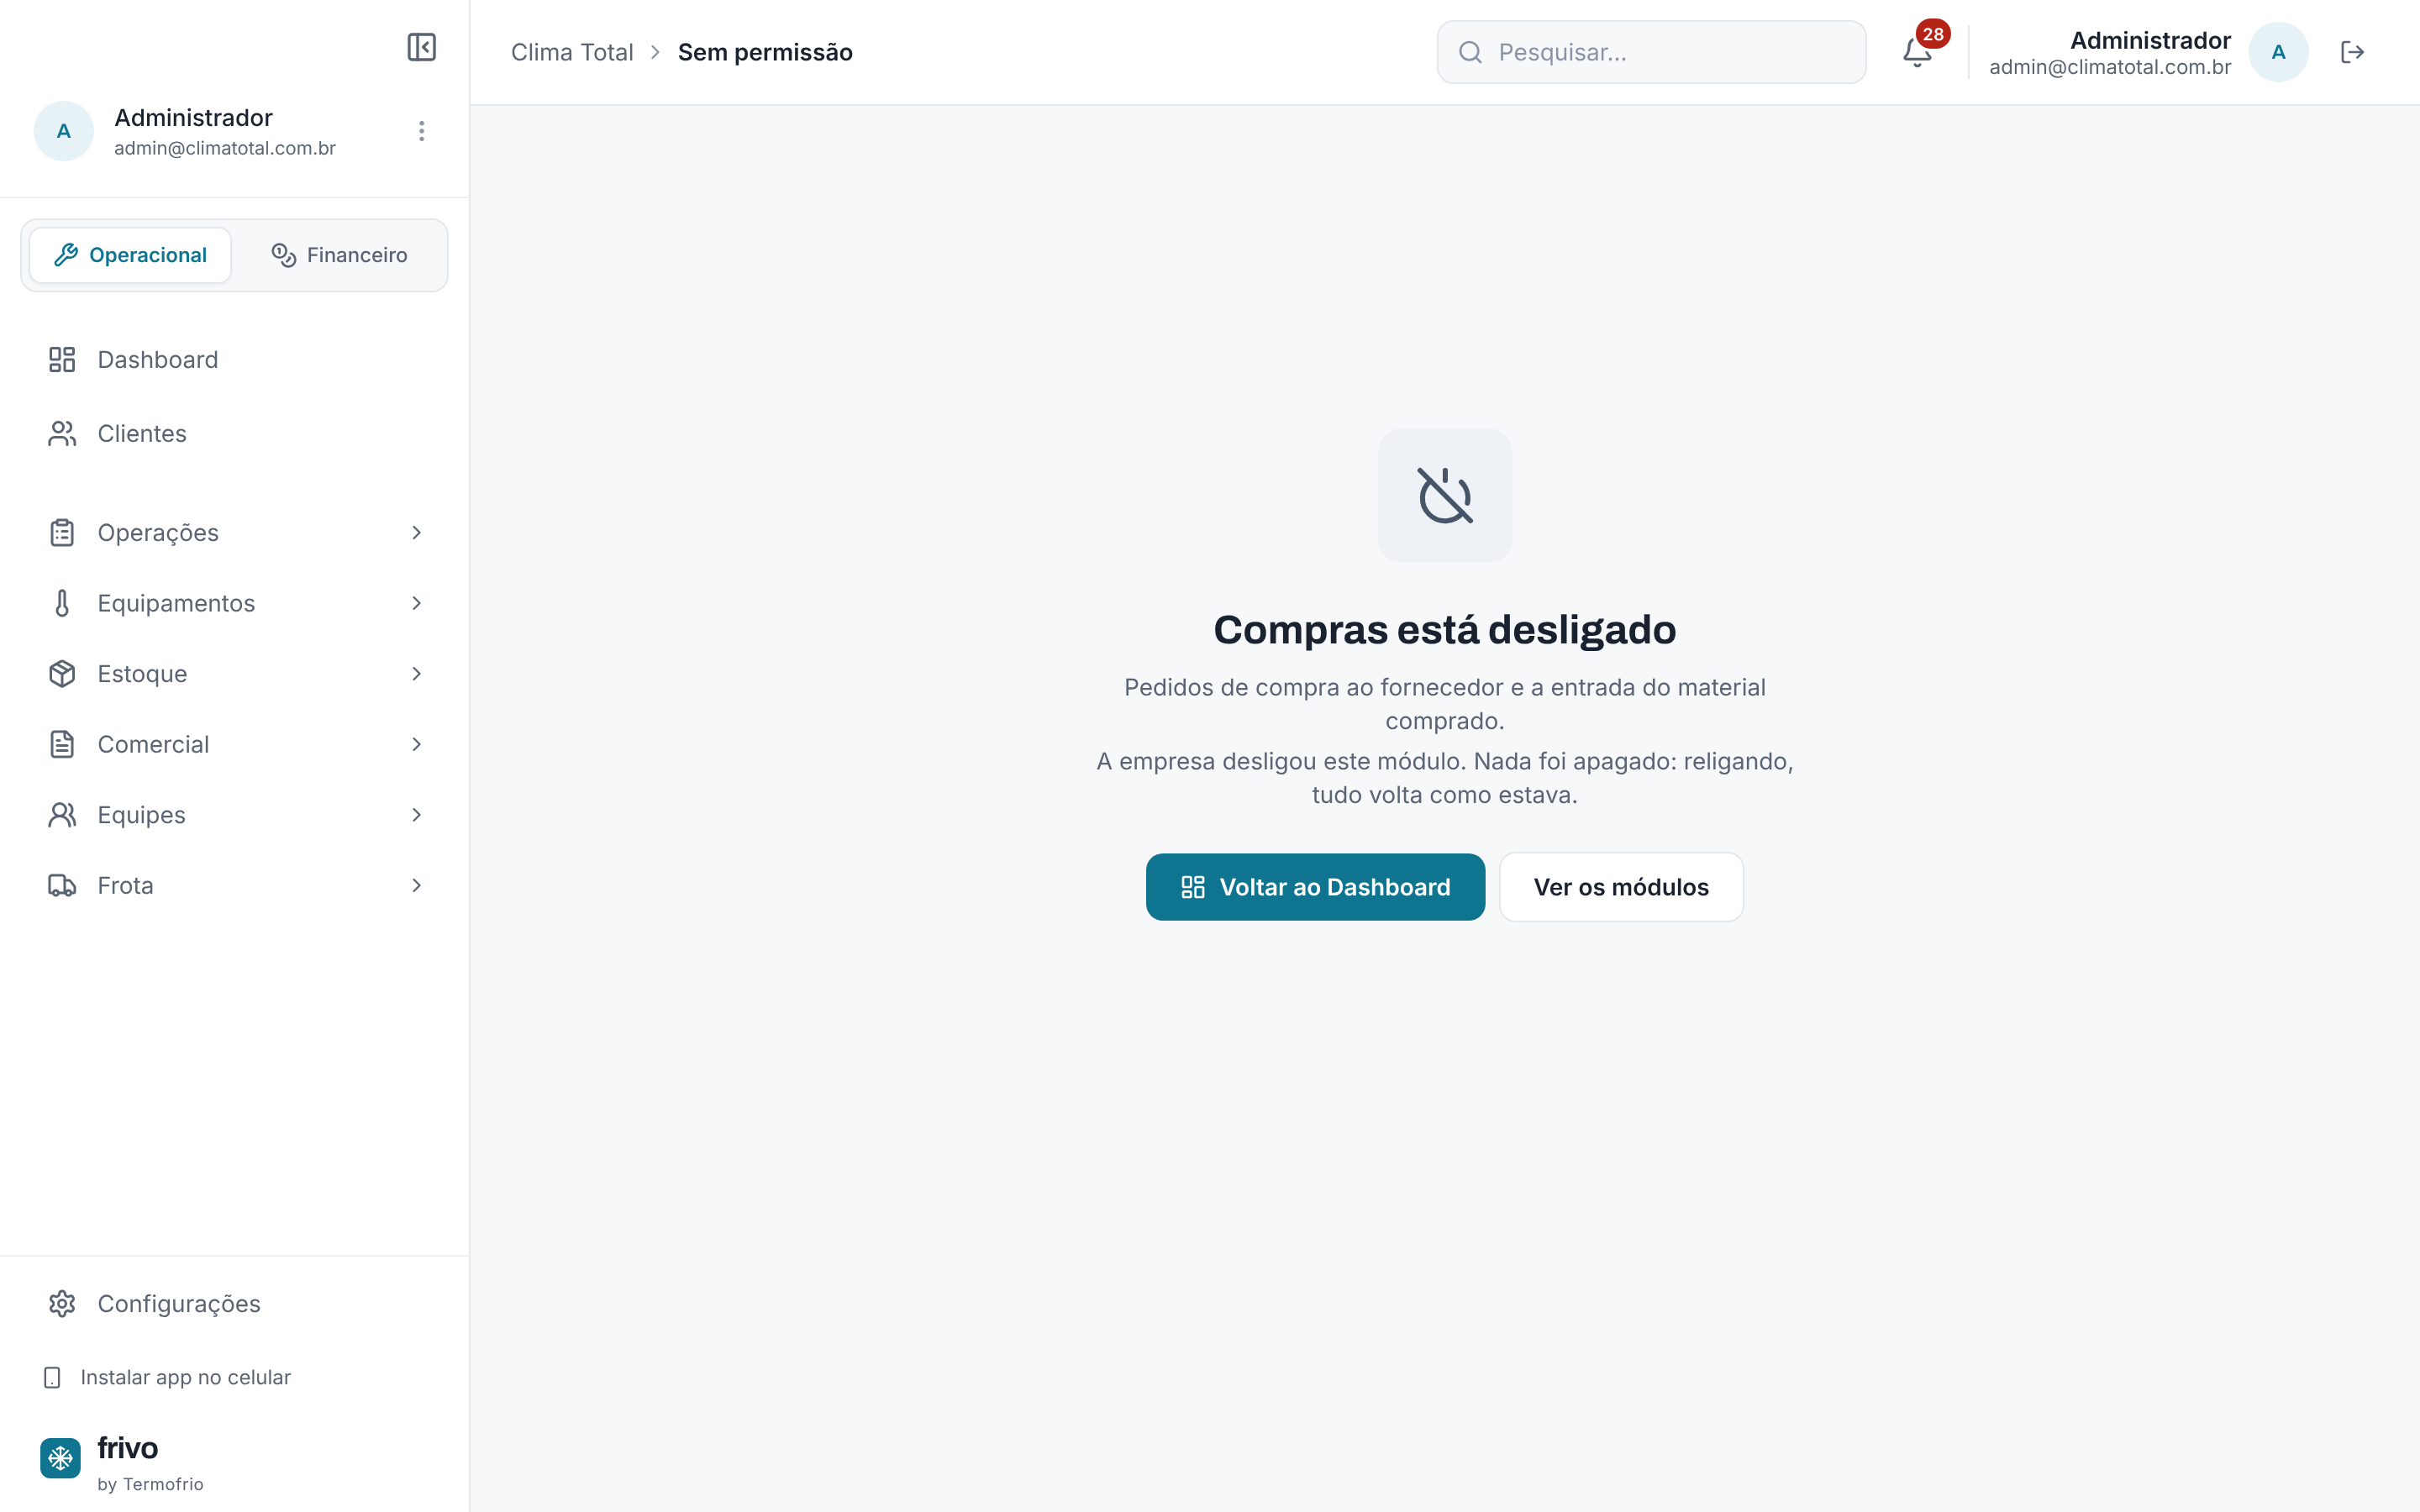 Clima Total
Sem permissão
Pesquisar...
28
Administrador
admin@climatotal.com.br
A
A
Administrador
admin@climatotal.com.br
Operacional
Financeiro
Dashboard
Clientes
Operações
Equipamentos
Estoque
Comercial
Equipes
Frota
Compras está desligado
Pedidos de compra ao fornecedor e a entrada do material
comprado.
A empresa desligou este módulo. Nada foi apagado: religando,
tudo volta como estava.
Voltar ao Dashboard
Ver os módulos
Configurações
Instalar app no celular
frivo
by Termofrio